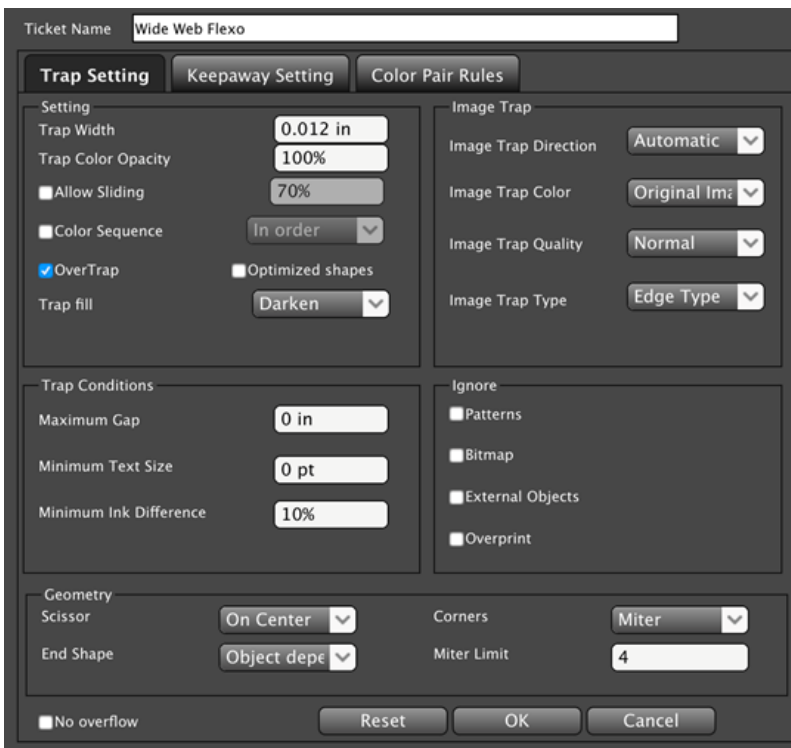 Ticket Name Wide Web Flexo
Trap Setting Keepaway Setting Color Pair Rules
Setting
Trap Width 0.012 in
Trap Color Opacity 100%
Allow Sliding 70%
Color Sequence In order
OverTrap Optimized shapes
Trap fill Darken
Image Trap
Image Trap Direction Automatic
Image Trap Color Original Ima
Image Trap Quality Normal
Image Trap Type Edge Type
Trap Conditions
Maximum Gap 0 in
Minimum Text Size 0 pt
Minimum Ink Difference 10%
Ignore
Patterns
Bitmap
External Objects
Overprint
Geometry
Scissor On Center Corners Miter
End Shape Object depe Miter Limit 4
No overflow Reset OK Cancel